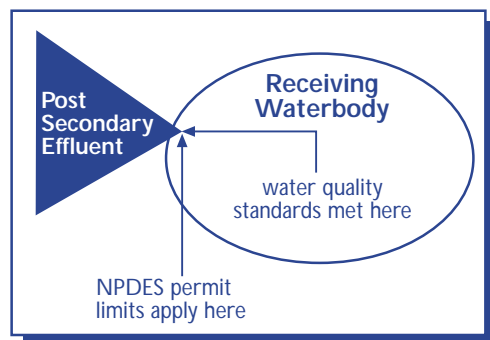 Post
Secondary
Effluent
Receiving
Waterbody
water quality
standards met here
NPDES permit
limits apply here